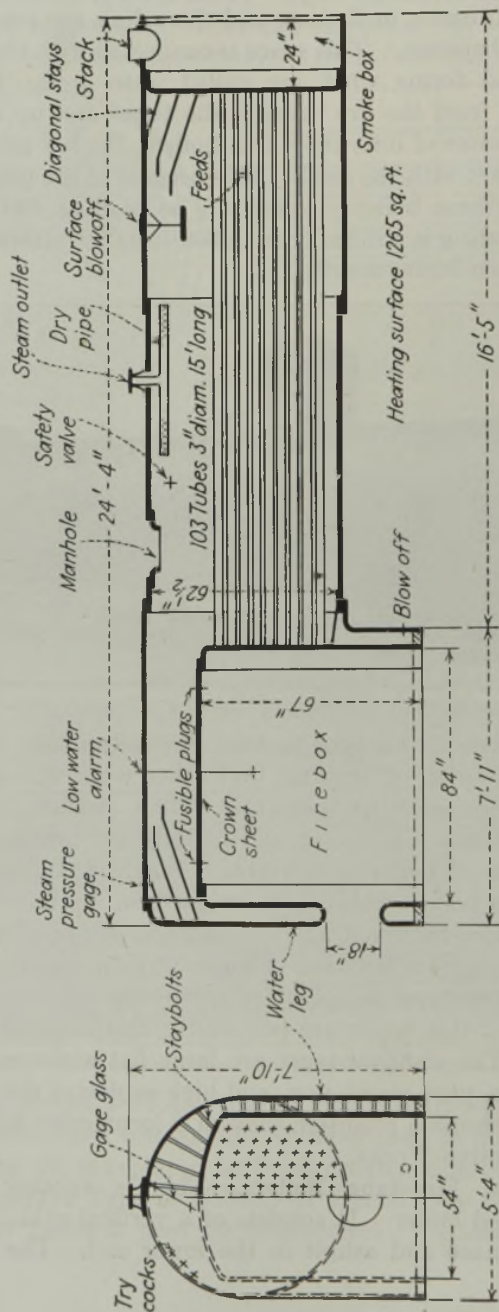 Try
cocks
Gage glass
Staybolts
Water
leg
7'-10"
54"
5'-4"
Steam
pressure
gage
Low water
alarm
Manhole
Safety
valve
Steam outlet
Dry
pipe
Surface
blowoff
Diagonal stays
Stack
24'-4"
24"
62½"
103 Tubes 3" diam. 15' long
Feeds
Smoke box
Fusible plugs
Crown
sheet
Firebox
67"
18"
84"
7'-11"
Blow off
Heating surface 1265 sq.ft.
16'-5"